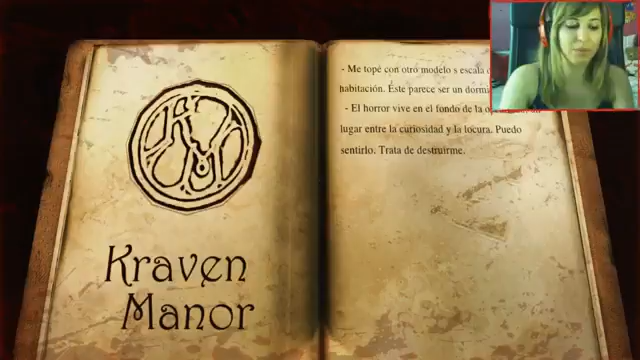 Kraven
Manor
- Me topé con otro modelo s escala
habitación. Éste parece ser un
- El horror vive en el fondo de la
lugar entre la curiosidad y la locura. Puedo
sentirlo. Trata de destruirme.